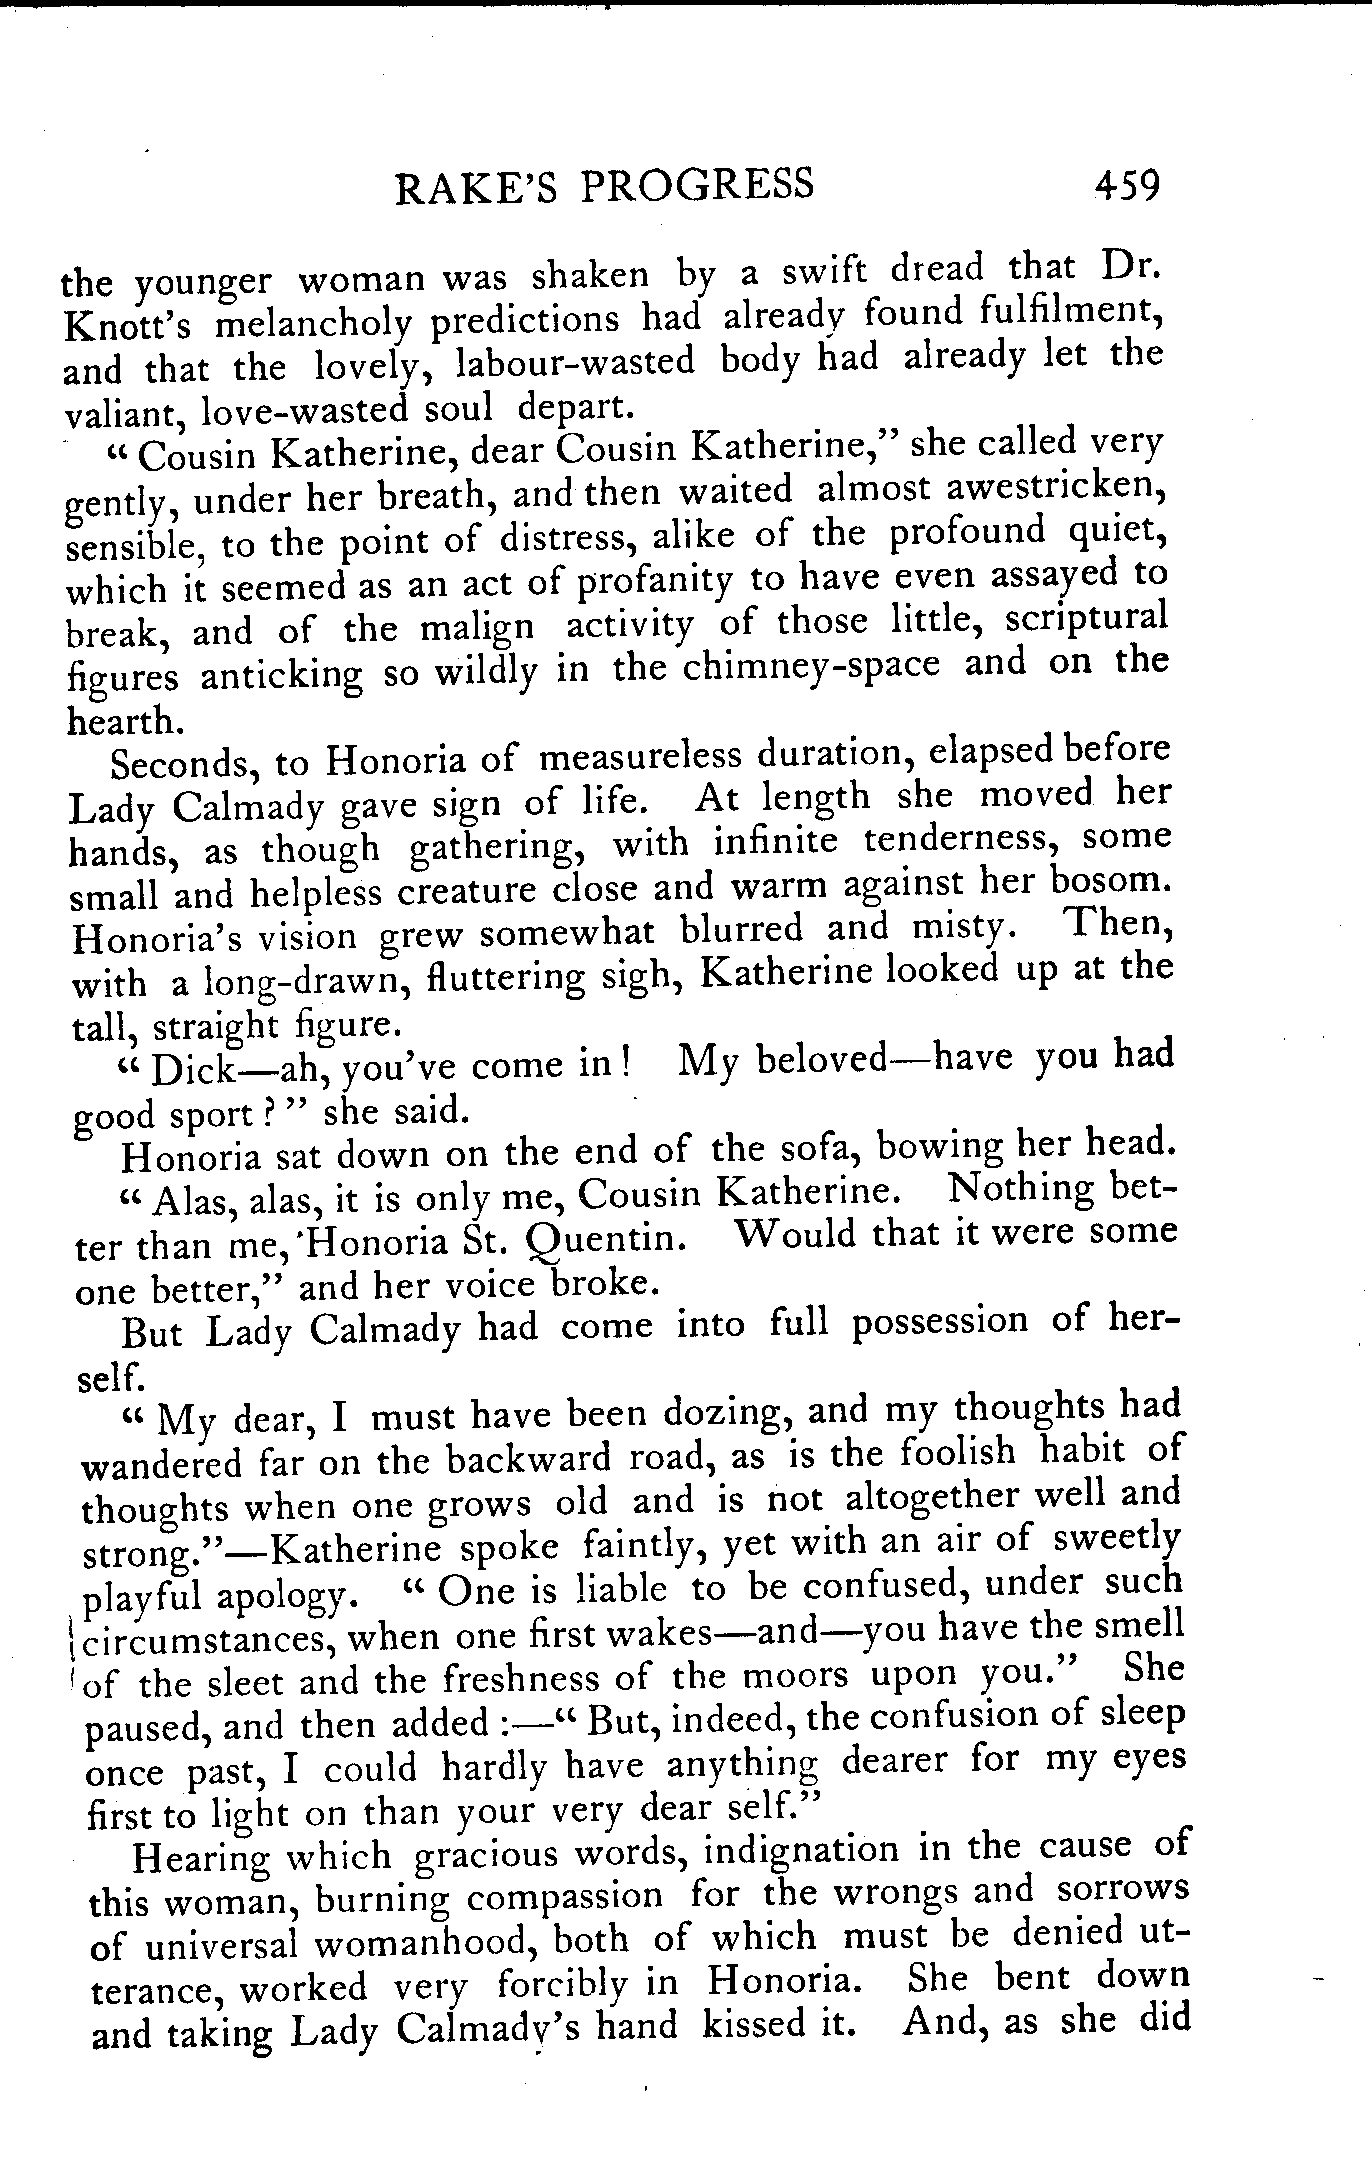 RAKE'S PROGRESS 459
the younger woman was shaken by a swift dread that Dr.
Knott's melancholy predictions had already found fulfilment,
and that the lovely, labour-wasted body had already let the
valiant, love-wasted soul depart.
“ Cousin Katherine, dear Cousin Katherine,” she called very
gently, under her breath, and then waited almost awestricken,
sensible, to the point of distress, alike of the profound quiet,
which it seemed as an act of profanity to have even assayed to
break, and of the malign activity of those little, scriptural
figures anticking so wildly in the chimney-space and on the
hearth.
Seconds, to Honoria of measureless duration, elapsed before
Lady Calmady gave sign of life. At length she moved her
hands, as though gathering, with infinite tenderness, some
small and helpless creature close and warm against her bosom.
Honoria's vision grew somewhat blurred and misty. Then,
with a long-drawn, fluttering sigh, Katherine looked up at the
tall, straight figure.
“ Dick—ah, you've come in ! My beloved—have you had
good sport ? ” she said.
Honoria sat down on the end of the sofa, bowing her head.
“ Alas, alas, it is only me, Cousin Katherine. Nothing bet-
ter than me, Honoria St. Quentin. Would that it were some
one better,” and her voice broke.
But Lady Calmady had come into full possession of her-
self.
“ My dear, I must have been dozing, and my thoughts had
wandered far on the backward road, as is the foolish habit of
thoughts when one grows old and is not altogether well and
strong.”—Katherine spoke faintly, yet with an air of sweetly
playful apology. “ One is liable to be confused, under such
circumstances, when one first wakes—and—you have the smell
of the sleet and the freshness of the moors upon you.” She
paused, and then added :—“ But, indeed, the confusion of sleep
once past, I could hardly have anything dearer for my eyes
first to light on than your very dear self.”
Hearing which gracious words, indignation in the cause of
this woman, burning compassion for the wrongs and sorrows
of universal womanhood, both of which must be denied ut-
terance, worked very forcibly in Honoria. She bent down
and taking Lady Calmady's hand kissed it. And, as she did